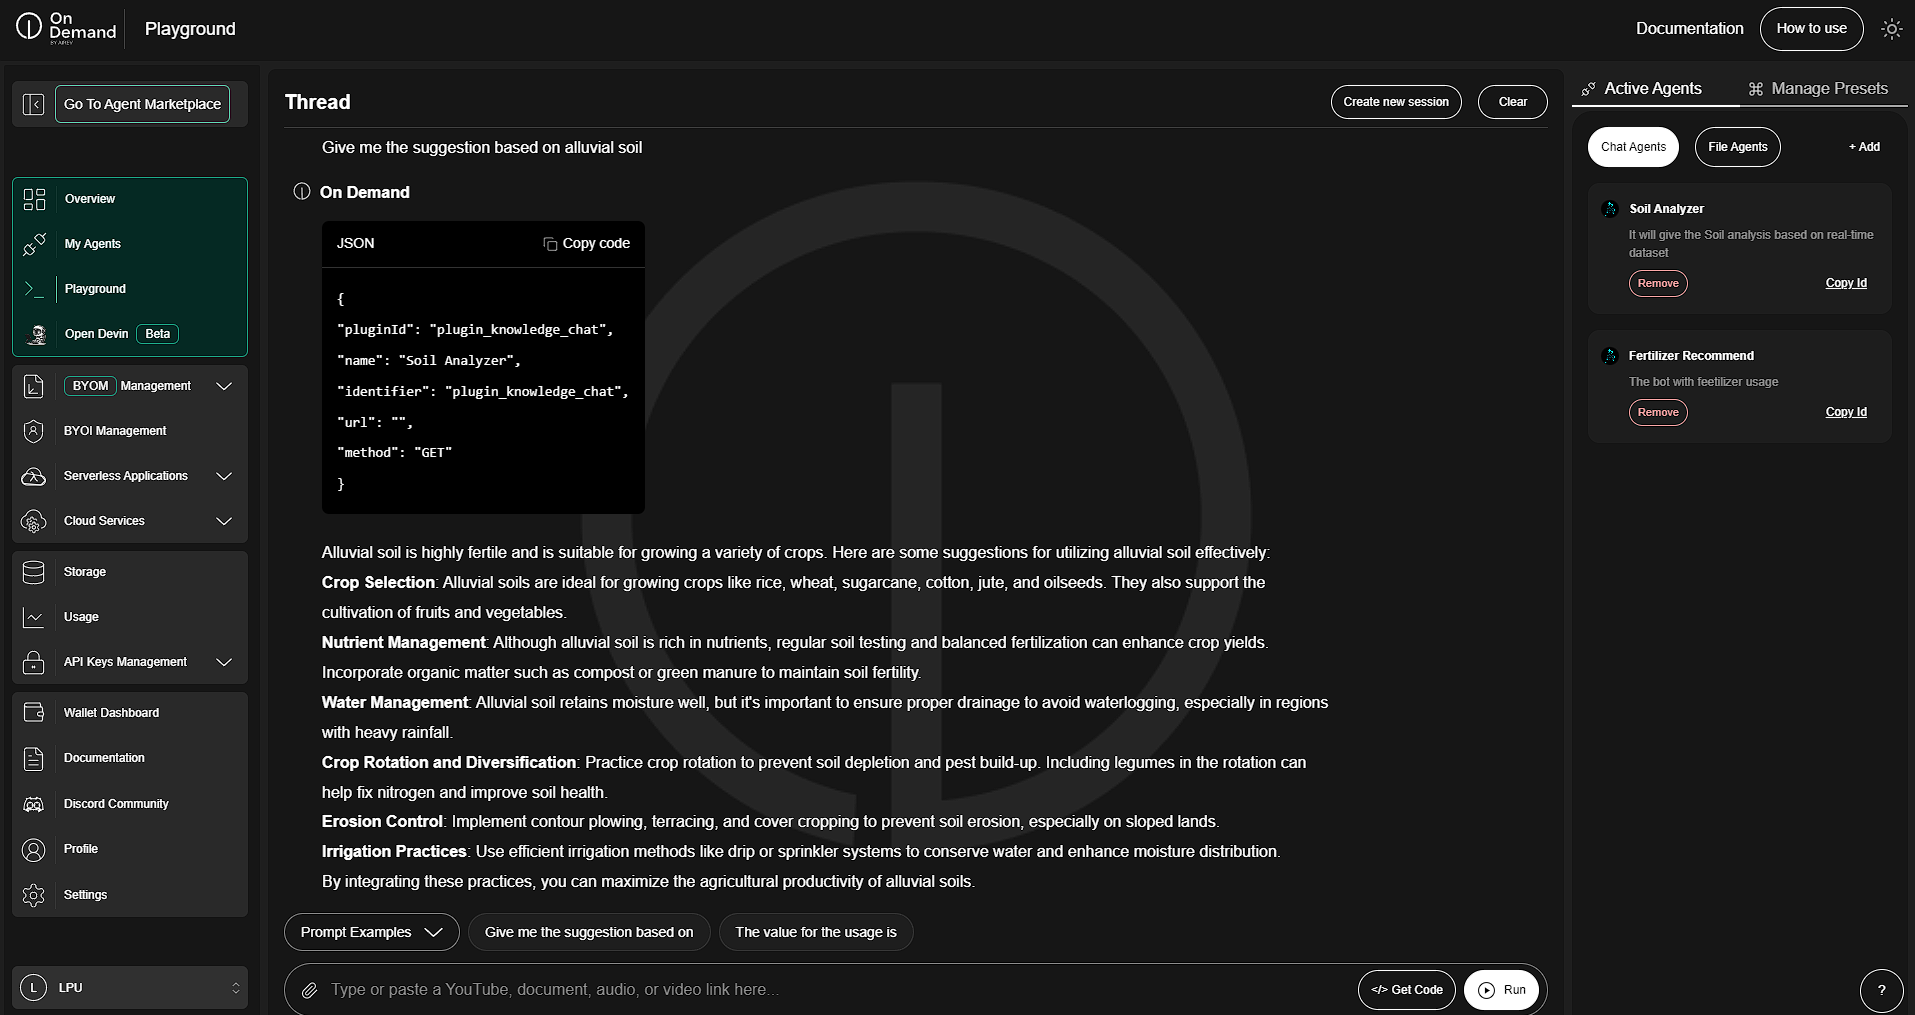 On
Demand
BY AIREV
Playground
Documentation
How to use
Go To Agent Marketplace
Overview
My Agents
Playground
Open Devin Beta
BYOM Management
BYOI Management
Serverless Applications
Cloud Services
Storage
Usage
API Keys Management
Wallet Dashboard
Documentation
Discord Community
Profile
Settings
L LPU
Thread
Create new session
Clear
Give me the suggestion based on alluvial soil
On Demand
JSON
Copy code
{
"pluginId": "plugin_knowledge_chat",
"name": "Soil Analyzer",
"identifier": "plugin_knowledge_chat",
"url": "",
"method": "GET"
}
Alluvial soil is highly fertile and is suitable for growing a variety of crops. Here are some suggestions for utilizing alluvial soil effectively:
Crop Selection: Alluvial soils are ideal for growing crops like rice, wheat, sugarcane, cotton, jute, and oilseeds. They also support the
cultivation of fruits and vegetables.
Nutrient Management: Although alluvial soil is rich in nutrients, regular soil testing and balanced fertilization can enhance crop yields.
Incorporate organic matter such as compost or green manure to maintain soil fertility.
Water Management: Alluvial soil retains moisture well, but it's important to ensure proper drainage to avoid waterlogging, especially in regions
with heavy rainfall.
Crop Rotation and Diversification: Practice crop rotation to prevent soil depletion and pest build-up. Including legumes in the rotation can
help fix nitrogen and improve soil health.
Erosion Control: Implement contour plowing, terracing, and cover cropping to prevent soil erosion, especially on sloped lands.
Irrigation Practices: Use efficient irrigation methods like drip or sprinkler systems to conserve water and enhance moisture distribution.
By integrating these practices, you can maximize the agricultural productivity of alluvial soils.
Prompt Examples
Give me the suggestion based on
The value for the usage is
Type or paste a YouTube, document, audio, or video link here...
</> Get Code
Run
Active Agents
Manage Presets
Chat Agents
File Agents
+ Add
Soil Analyzer
It will give the Soil analysis based on real-time
dataset
Remove
Copy Id
Fertilizer Recommend
The bot with feetilizer usage
Remove
Copy Id
?